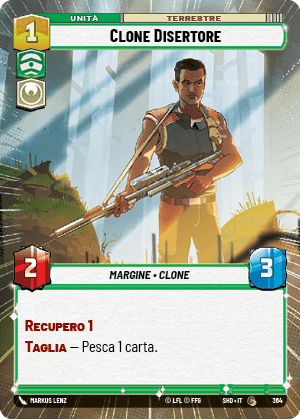 1
UNITÀ
TERRESTRE
Clone Disertore
2
MARGINE • CLONE
3
Recupero 1
Taglia – Pesca 1 carta.
MARKUS LENZ
© LFL © FFG
SHD • IT
364